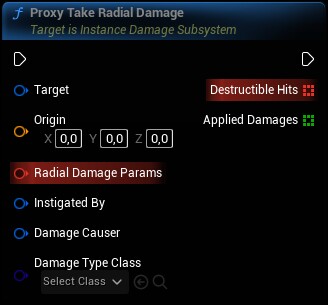 Proxy Take Radial Damage
Target is Instance Damage Subsystem
Target
Destructible Hits
Origin
Applied Damages
X 0,0 Y 0,0 Z 0,0
Radial Damage Params
Instigated By
Damage Causer
Damage Type Class
Select Class